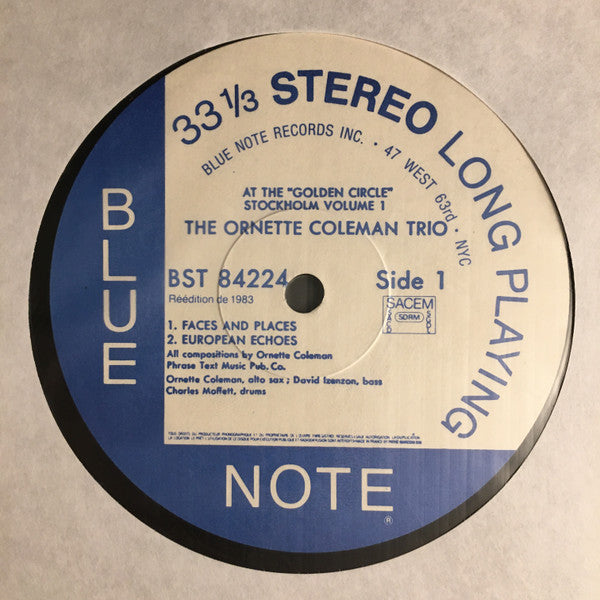 33 1/3 STEREO LONG PLAYING
BLUE NOTE RECORDS INC. • 47 WEST 63rd • NYC
AT THE "GOLDEN CIRCLE"
STOCKHOLM VOLUME 1
THE ORNETTE COLEMAN TRIO
BST 84224
Side 1
Réédition de 1983
SACEM
SDRM
1. FACES AND PLACES
2. EUROPEAN ECHOES
All compositions by Ornette Coleman
Phrase Text Music Pub. Co.
Ornette Coleman, alto sax ; David Izenzon, bass
Charles Moffett, drums
BLUE
NOTE
®